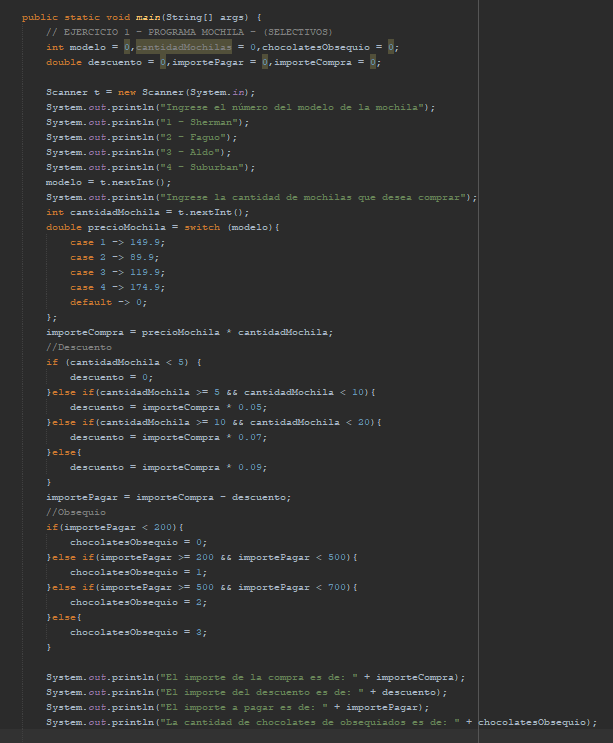 public static void main(String[] args) {
// EJERCICIO 1 - PROGRAMA MOCHILA - (SELECTIVOS)
int modelo = 0,cantidadMochilas = 0,chocolatesObsequio = 0;
double descuento = 0,importePagar = 0,importeCompra = 0;
Scanner t = new Scanner(System.in);
System.out.println("Ingrese el número del modelo de la mochila");
System.out.println("1 - Sherman");
System.out.println("2 - Faguo");
System.out.println("3 - Aldo");
System.out.println("4 - Suburban");
modelo = t.nextInt();
System.out.println("Ingrese la cantidad de mochilas que desea comprar");
int cantidadMochila = t.nextInt();
double precioMochila = switch (modelo){
case 1 -> 149.9;
case 2 -> 89.9;
case 3 -> 119.9;
case 4 -> 174.9;
default -> 0;
};
importeCompra = precioMochila * cantidadMochila;
//Descuento
if (cantidadMochila < 5) {
descuento = 0;
}else if(cantidadMochila >= 5 && cantidadMochila < 10){
descuento = importeCompra * 0.05;
}else if(cantidadMochila >= 10 && cantidadMochila < 20){
descuento = importeCompra * 0.07;
}else{
descuento = importeCompra * 0.09;
}
importePagar = importeCompra - descuento;
//Obsequio
if(importePagar < 200){
chocolatesObsequio = 0;
}else if(importePagar >= 200 && importePagar < 500){
chocolatesObsequio = 1;
}else if(importePagar >= 500 && importePagar < 700){
chocolatesObsequio = 2;
}else{
chocolatesObsequio = 3;
}
System.out.println("El importe de la compra es de: " + importeCompra);
System.out.println("El importe del descuento es de: " + descuento);
System.out.println("El importe a pagar es de: " + importePagar);
System.out.println("La cantidad de chocolates de obsequiados es de: " + chocolatesObsequio);